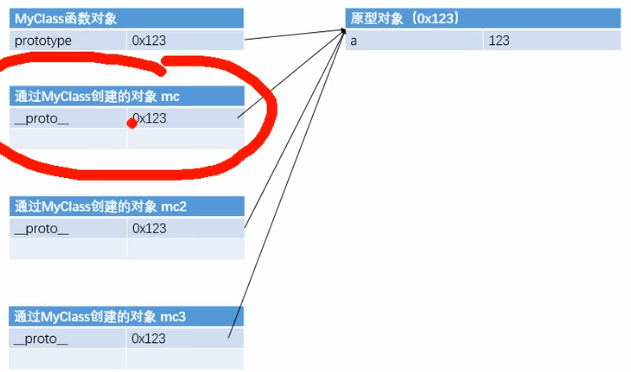 MyClass函数对象
prototype 0x123
原型对象（0x123）
a 123
通过MyClass创建的对象 mc
__proto__ 0x123
通过MyClass创建的对象 mc2
__proto__ 0x123
通过MyClass创建的对象 mc3
__proto__ 0x123